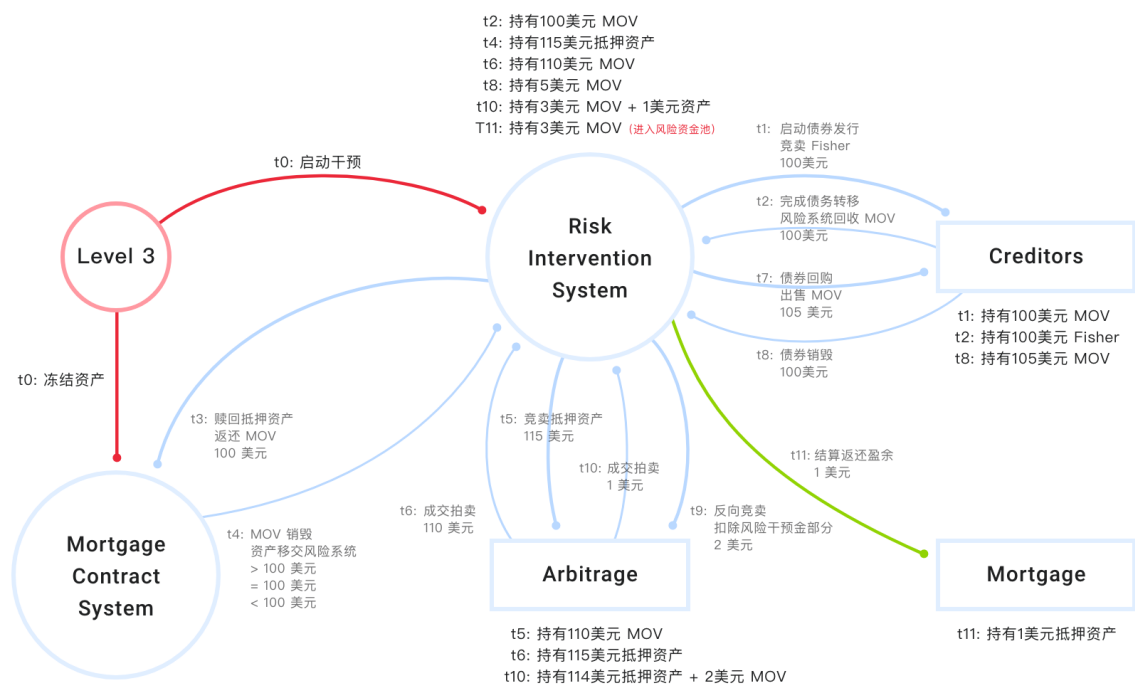 t2: 持有100美元 MOV
t4: 持有115美元抵押资产
t6: 持有110美元 MOV
t8: 持有5美元 MOV
t10: 持有3美元 MOV + 1美元资产
T11: 持有3美元 MOV (进入风险资金池)
t0: 启动干预
Level 3
t0: 冻结资产
Risk
Intervention
System
t1: 启动债券发行
竞卖 Fisher
100美元
t2: 完成债务转移
风险系统回收 MOV
100美元
t7: 债券回购
出售 MOV
105 美元
t8: 债券销毁
100美元
Creditors
t1: 持有100美元 MOV
t2: 持有100美元 Fisher
t8: 持有105美元 MOV
t3: 赎回抵押资产
返还 MOV
100 美元
t4: MOV 销毁
资产移交风险系统
> 100 美元
= 100 美元
< 100 美元
t5: 竞卖抵押资产
115 美元
t10: 成交拍卖
1 美元
t6: 成交拍卖
110 美元
t9: 反向竞卖
扣除风险干预金部分
2 美元
t11: 结算返还盈余
1 美元
Mortgage
Contract
System
Arbitrage
t5: 持有110美元 MOV
t6: 持有115美元抵押资产
t10: 持有114美元抵押资产 + 2美元 MOV
Mortgage
t11: 持有1美元抵押资产